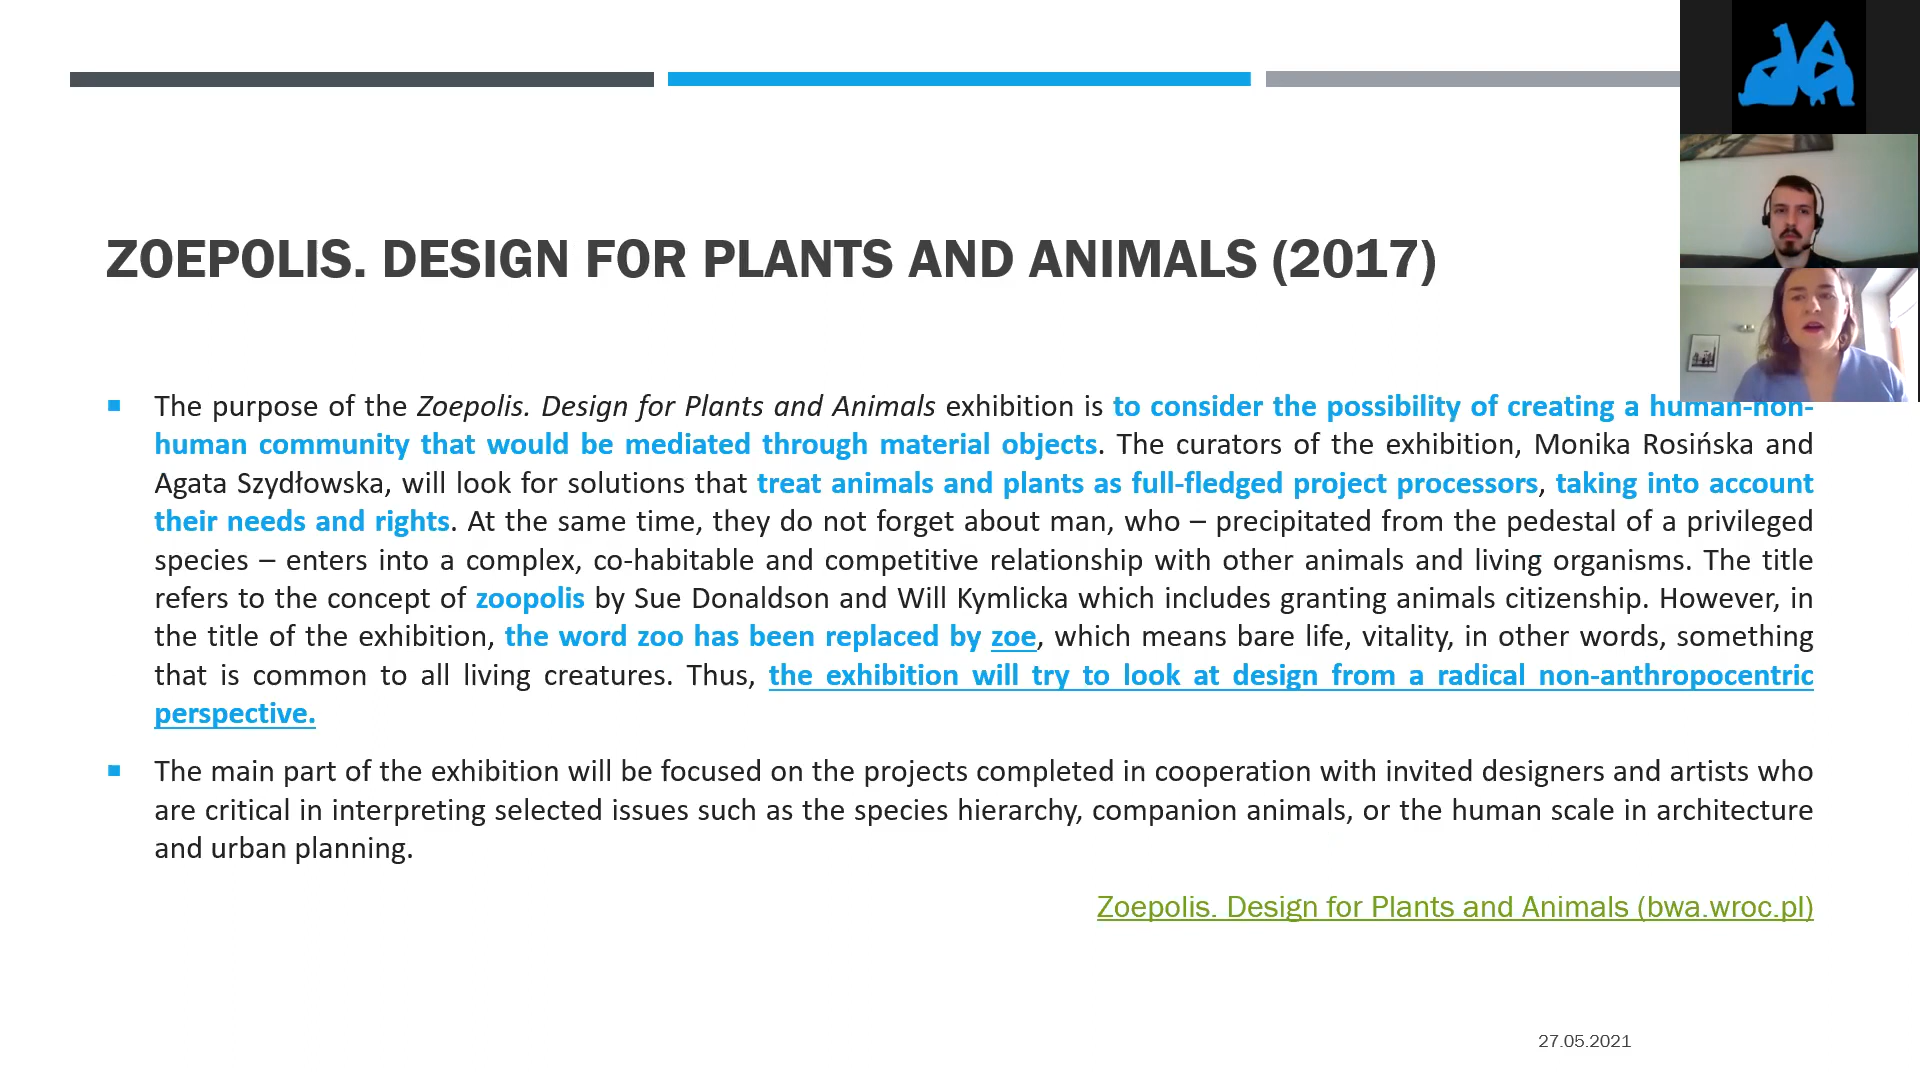 ZOEPOLIS. DESIGN FOR PLANTS AND ANIMALS (2017)
The purpose of the Zoepolis. Design for Plants and Animals exhibition is to consider the possibility of creating a human-non-
human community that would be mediated through material objects. The curators of the exhibition, Monika Rosińska and
Agata Szydłowska, will look for solutions that treat animals and plants as full-fledged project processors, taking into account
their needs and rights. At the same time, they do not forget about man, who – precipitated from the pedestal of a privileged
species – enters into a complex, co-habitable and competitive relationship with other animals and living organisms. The title
refers to the concept of zoopolis by Sue Donaldson and Will Kymlicka which includes granting animals citizenship. However, in
the title of the exhibition, the word zoo has been replaced by zoe, which means bare life, vitality, in other words, something
that is common to all living creatures. Thus, the exhibition will try to look at design from a radical non-anthropocentric
perspective.
The main part of the exhibition will be focused on the projects completed in cooperation with invited designers and artists who
are critical in interpreting selected issues such as the species hierarchy, companion animals, or the human scale in architecture
and urban planning.
Zoepolis. Design for Plants and Animals (bwa.wroc.pl)
27.05.2021